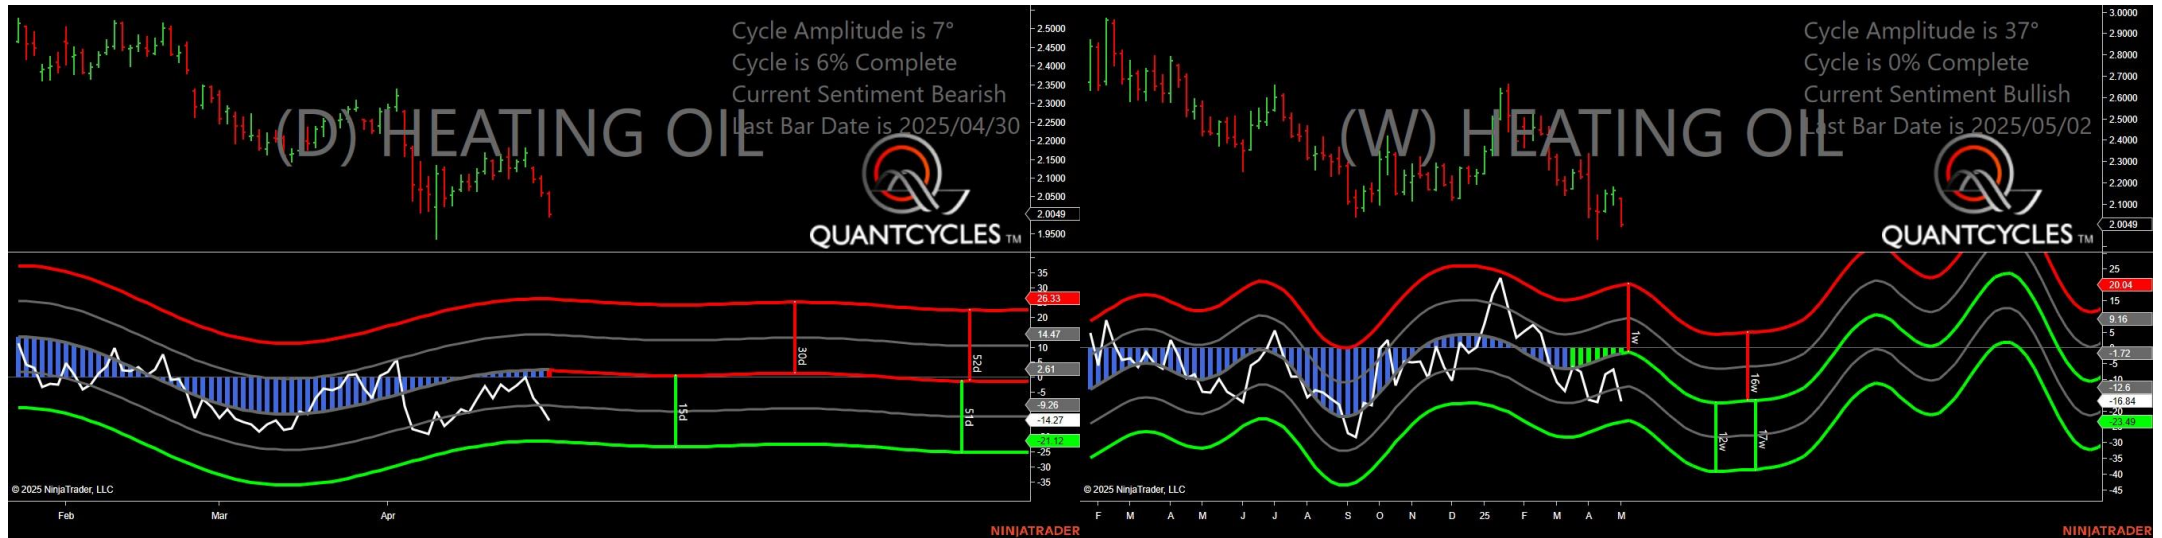 Cycle Amplitude is 7°
Cycle is 6% Complete
Current Sentiment Bearish
Last Bar Date is 2025/04/30
(D) HEATING OIL
QUANTCYCLES TM
2.5000
2.4500
2.4000
2.3500
2.3000
2.2500
2.2000
2.1500
2.1000
2.0500
2.0049
1.9500
35
30
26.33
20
14.47
10
5
2.61
0
-5
-9.26
-14.27
-21.12
-25
-30
-35
30d
52d
15d
51d
© 2025 NinjaTrader, LLC
Feb Mar Apr
NINJATRADER
Cycle Amplitude is 37°
Cycle is 0% Complete
Current Sentiment Bullish
Last Bar Date is 2025/05/02
(W) HEATING OIL
QUANTCYCLES TM
3.0000
2.9000
2.8000
2.7000
2.6000
2.5000
2.4000
2.3000
2.2000
2.1000
2.0049
25
20.04
15
9.16
5
-1.72
-5
-12.6
-16.84
-20
-23.49
-30
-35
-40
-45
1w
16w
12w
17w
© 2025 NinjaTrader, LLC
F M A M J J A S O N D 25 F M A M
NINJATRADER